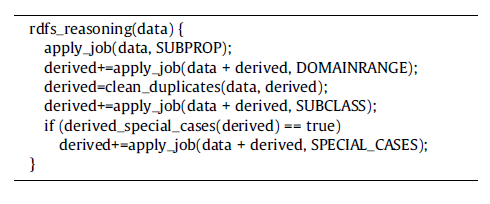 rdfs_reasoning(data) {
apply_job(data, SUBPROP);
derived+=apply_job(data + derived, DOMAINRANGE);
derived=clean_duplicates(data, derived);
derived+=apply_job(data + derived, SUBCLASS);
if (derived_special_cases(derived) == true)
derived+=apply_job(data + derived, SPECIAL_CASES);
}